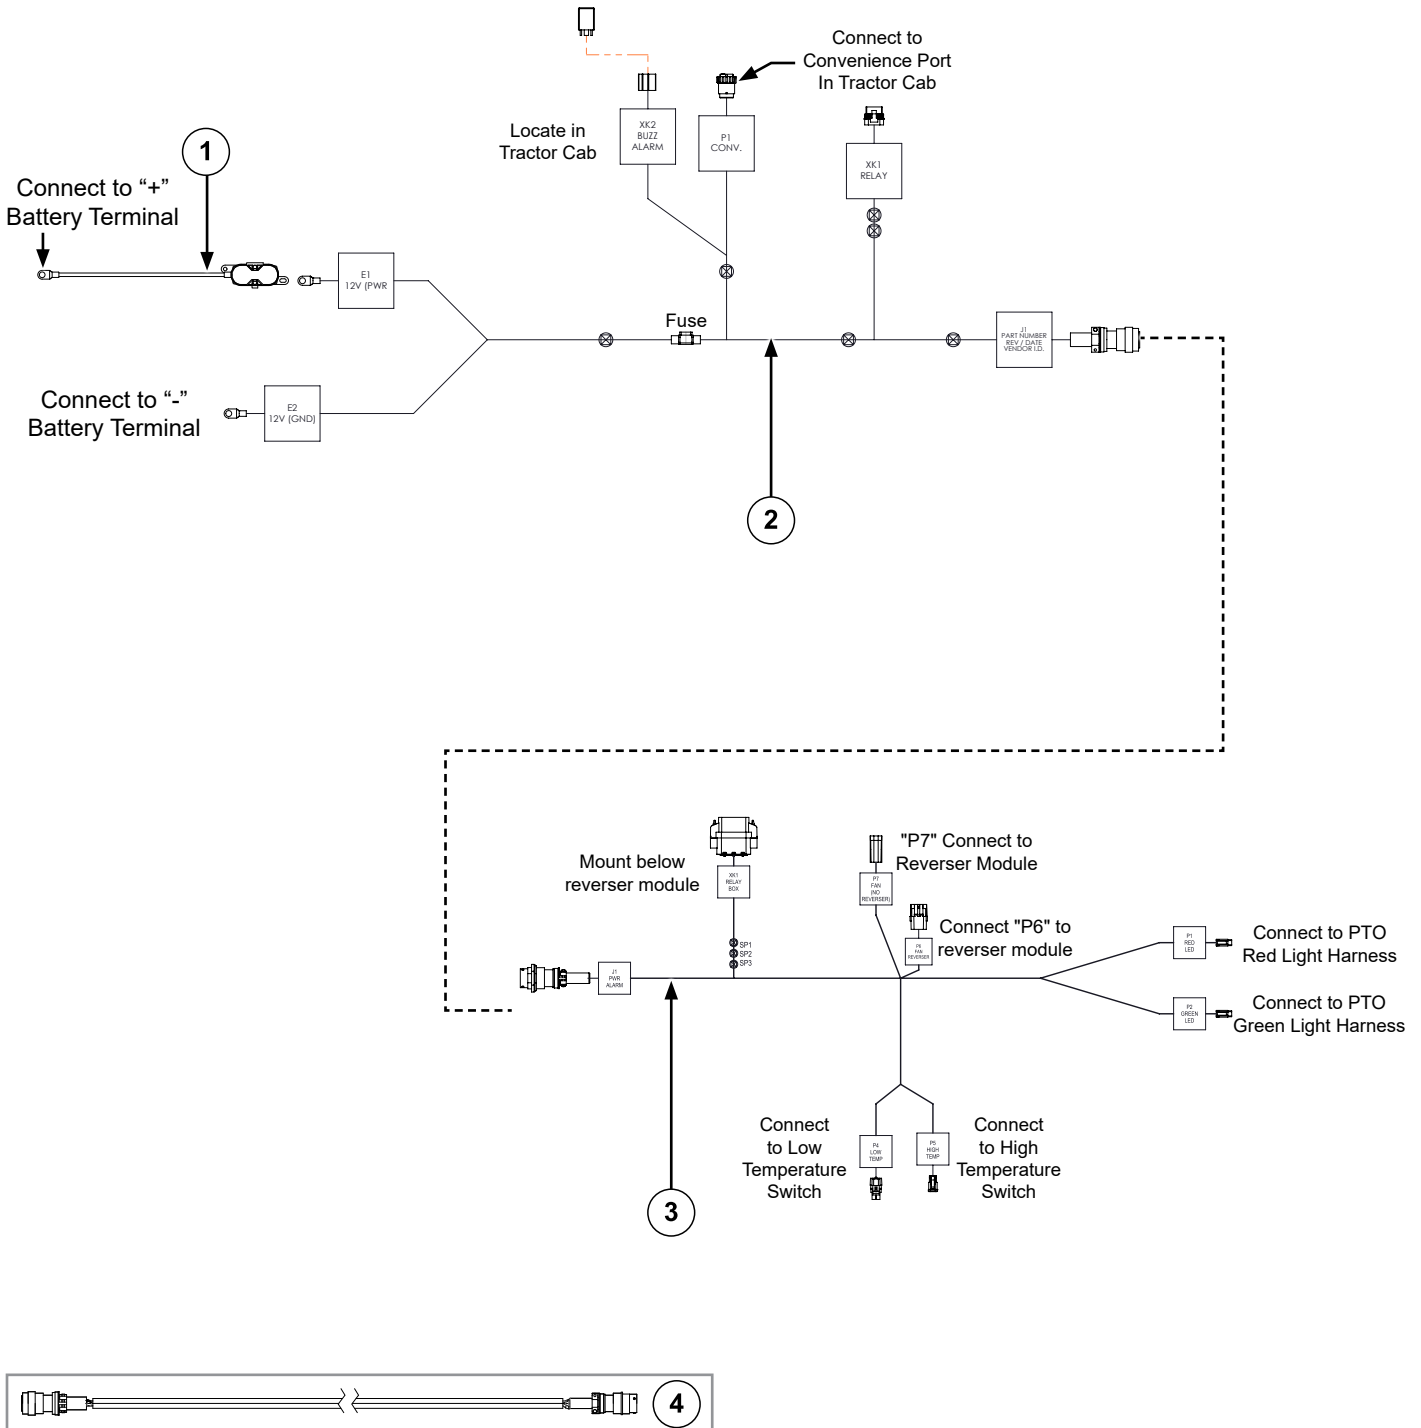 Connect to
Convenience Port
In Tractor Cab
Locate in
Tractor Cab
XK2
BUZZ
ALARM
P1
CONV.
XK1
RELAY
1
Connect to “+”
Battery Terminal
E1
12V (PWR
Fuse
J1
PART NUMBER
REV / DATE
VENDOR I.D.
Connect to “-”
Battery Terminal
E2
12V (GND)
2
Mount below
reverser module
XK1
RELAY
BOX
"P7" Connect to
Reverser Module
P7
FAN
(NO
REVERSER)
Connect "P6" to
reverser module
P6
FAN
REVERSER
SP1
SP2
SP3
P1
RED
LED
Connect to PTO
Red Light Harness
J1
PWR
ALARM
P2
GREEN
LED
Connect to PTO
Green Light Harness
Connect
to Low
Temperature
Switch
P4
LOW
TEMP
P5
HIGH
TEMP
Connect
to High
Temperature
Switch
3
4